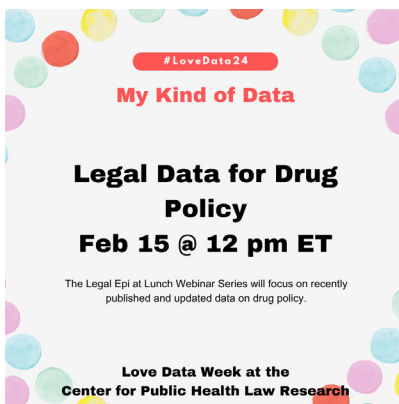 #LoveData24
My Kind of Data
Legal Data for Drug
Policy
Feb 15 @ 12 pm ET
The Legal Epi at Lunch Webinar Series will focus on recently
published and updated data on drug policy.
Love Data Week at the
Center for Public Health Law Research